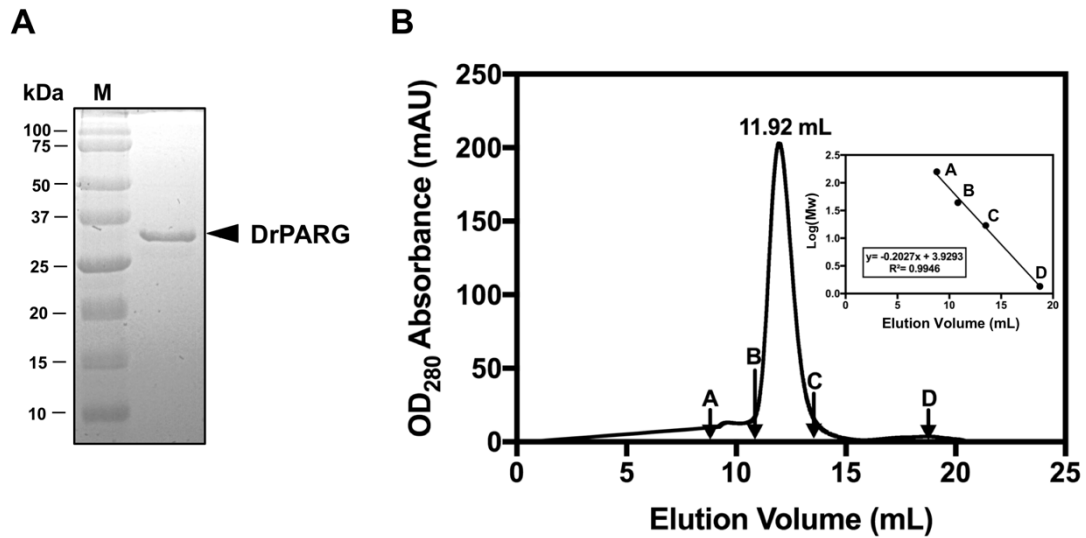 A
kDa M
100
75
50
37
25
20
15
10
DrPARG
B
OD280 Absorbance (mAU)
250
200
150
100
50
0
11.92 mL
A
B
C
D
0 5 10 15 20 25
Elution Volume (mL)
Log(Mw)
2.5
2.0
1.5
1.0
0.5
0.0
A
B
C
D
y= -0.2027x + 3.9293
R²= 0.9946
0 5 10 15 20
Elution Volume (mL)